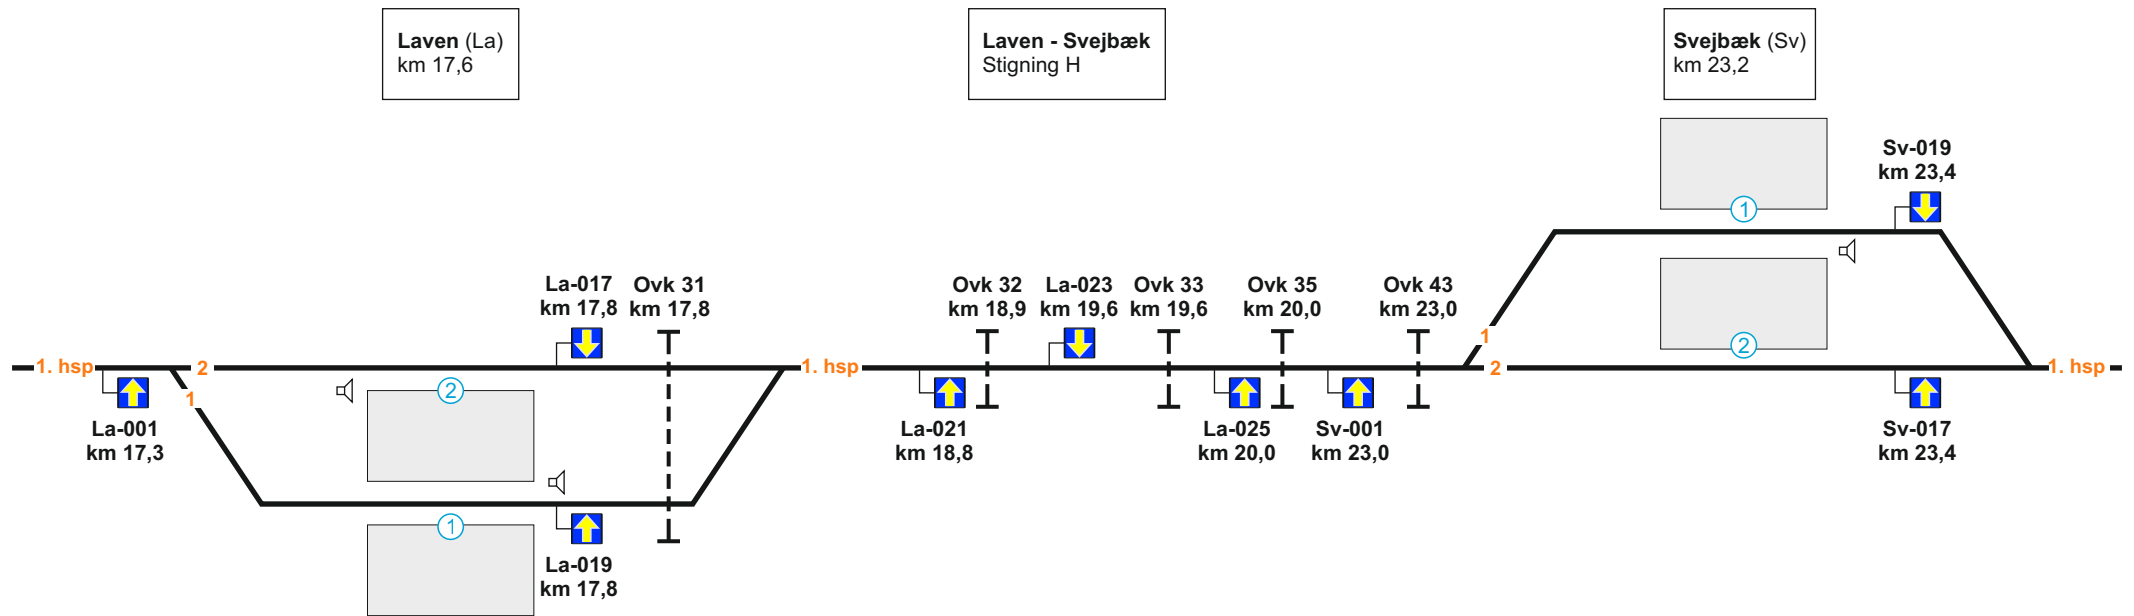 Laven (La)
km 17,6
Laven - Svejbæk
Stigning H
Svejbæk (Sv)
km 23,2
Sv-019
km 23,4
1
La-017
km 17,8
Ovk 31
km 17,8
Ovk 32
km 18,9
La-023
km 19,6
Ovk 33
km 19,6
Ovk 35
km 20,0
Ovk 43
km 23,0
1
2
1. hsp
2
1. hsp
2
1. hsp
1
2
La-001
km 17,3
La-021
km 18,8
La-025
km 20,0
Sv-001
km 23,0
Sv-017
km 23,4
1
La-019
km 17,8